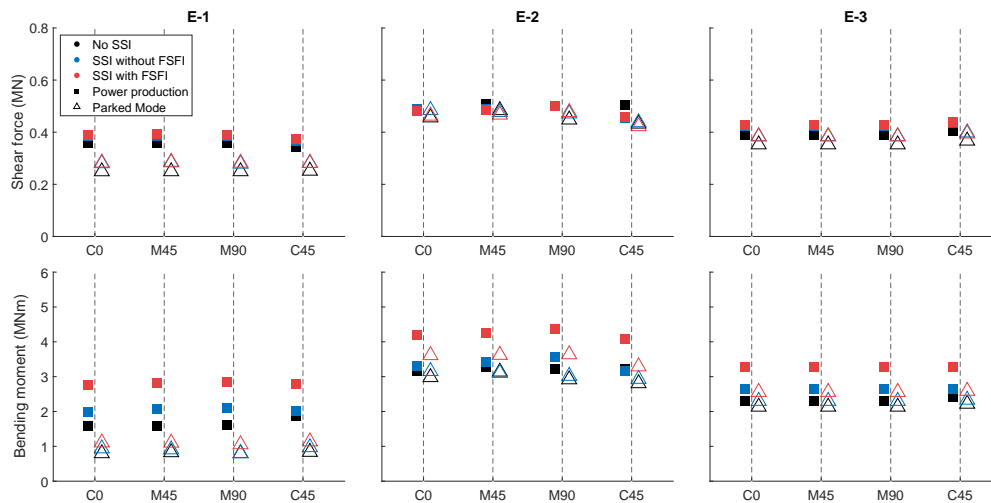 E-1 E-2 E-3
Shear force (MN)
0.8
0.6
0.4
0.2
0
No SSI
SSI without FSFI
SSI with FSFI
Power production
Parked Mode
C0 M45 M90 C45
C0 M45 M90 C45
C0 M45 M90 C45
Bending moment (MNm)
6
5
4
3
2
1
0
C0 M45 M90 C45
C0 M45 M90 C45
C0 M45 M90 C45